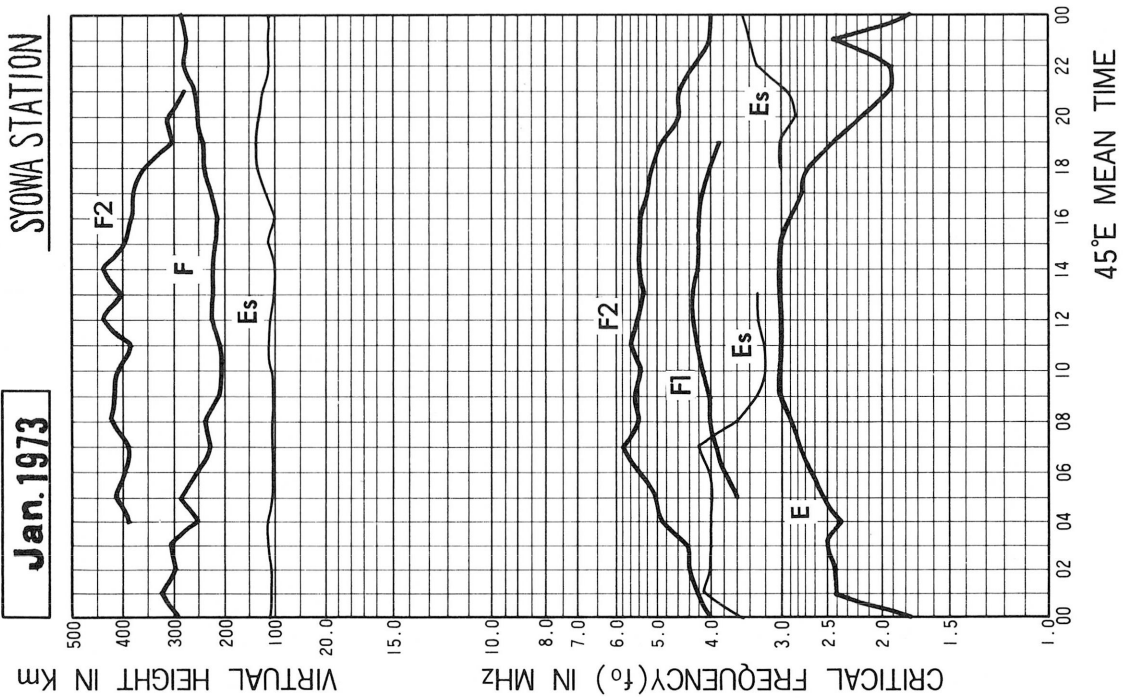 Jan. 1973
SYOWA STATION
VIRTUAL HEIGHT IN Km
500
400
300
200
100
F2
F
Es
CRITICAL FREQUENCY(fo) IN MHz
20.0
15.0
10.0
9.0
8.0
7.0
6.0
5.0
4.0
3.0
2.5
2.0
1.5
1.0
F2
F1
Es
Es
E
00 02 04 06 08 10 12 14 16 18 20 22 00
45°E MEAN TIME